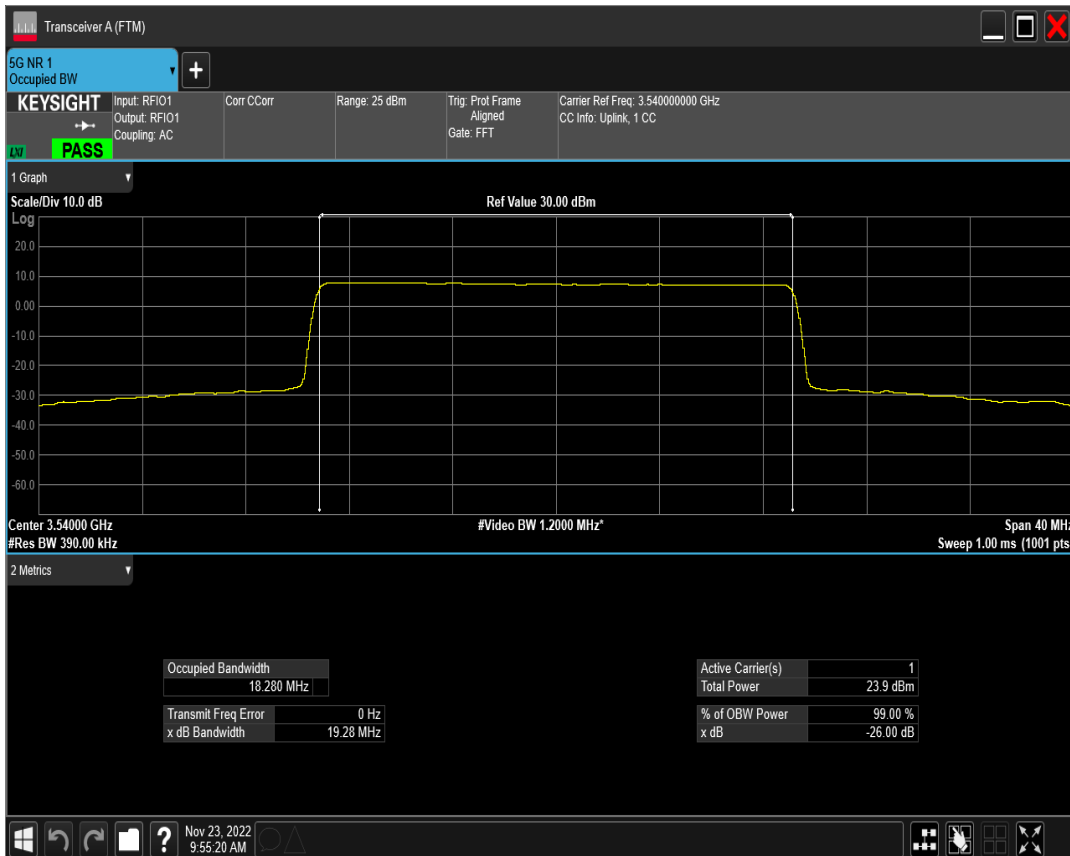 Transceiver A (FTM)
5G NR 1
Occupied BW
+
KEYSIGHT
Input: RFIO1
Output: RFIO1
Coupling: AC
Corr CCorr
Range: 25 dBm
Trig: Prot Frame
Aligned
Gate: FFT
Carrier Ref Freq: 3.540000000 GHz
CC Info: Uplink, 1 CC
LXI
PASS
1 Graph
Scale/Div 10.0 dB
Ref Value 30.00 dBm
Log
20.0
10.0
0.00
-10.0
-20.0
-30.0
-40.0
-50.0
-60.0
Center 3.54000 GHz
#Video BW 1.2000 MHz*
Span 40 MHz
#Res BW 390.00 kHz
Sweep 1.00 ms (1001 pts
2 Metrics
Occupied Bandwidth
18.280 MHz
Transmit Freq Error 0 Hz
x dB Bandwidth 19.28 MHz
Active Carrier(s) 1
Total Power 23.9 dBm
% of OBW Power 99.00 %
x dB -26.00 dB
?
Nov 23, 2022
9:55:20 AM